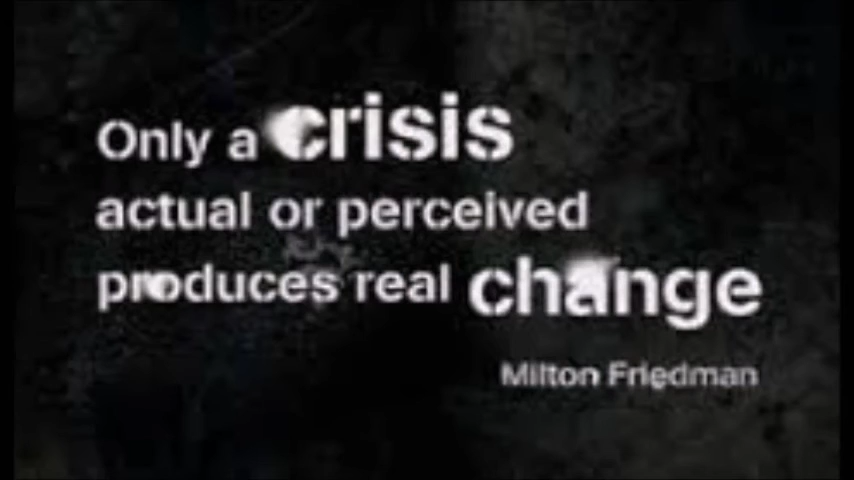 Only a crisis
actual or perceived
produces real change
Milton Friedman